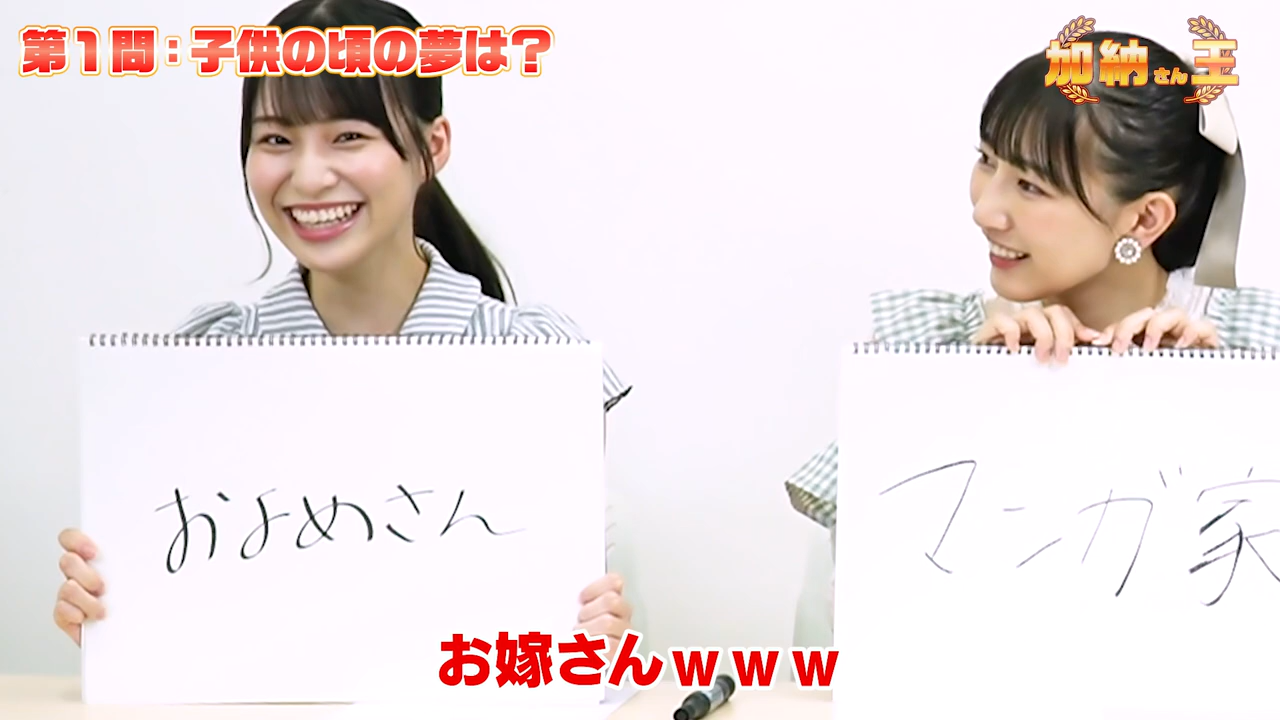 第1問：子供の頃の夢は？
加納さん王
およめさん
マンガ家
お嫁さんｗｗｗ